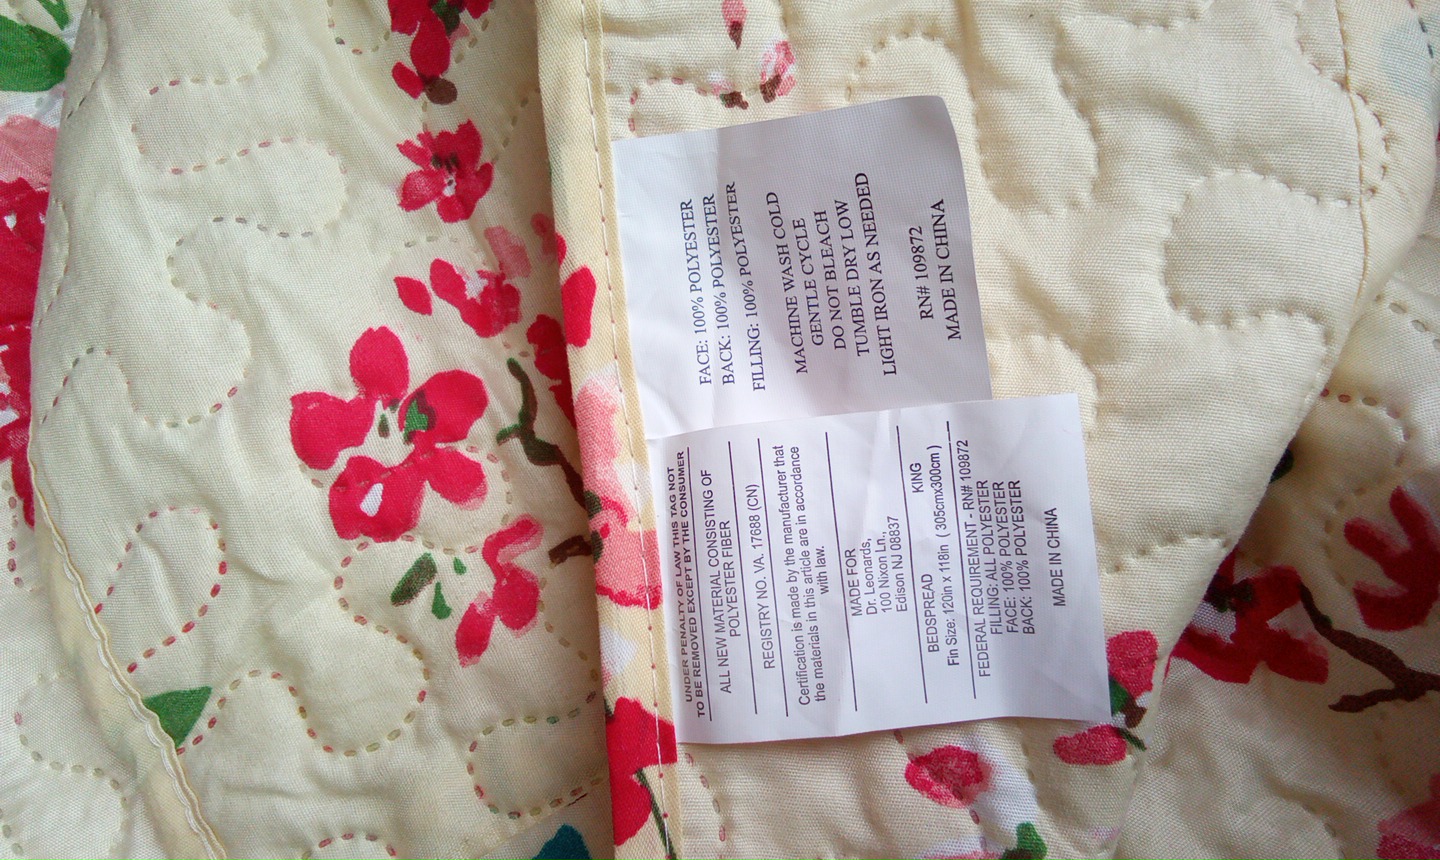 FACE: 100% POLYESTER
BACK: 100% POLYESTER
FILLING: 100% POLYESTER
MACHINE WASH COLD
GENTLE CYCLE
DO NOT BLEACH
TUMBLE DRY LOW
LIGHT IRON AS NEEDED
RN# 109872
MADE IN CHINA
UNDER PENALTY OF LAW THIS TAG NOT
TO BE REMOVED EXCEPT BY THE CONSUMER
ALL NEW MATERIAL CONSISTING OF
POLYESTER FIBER
REGISTRY NO. VA. 17688 (CN)
Certification is made by the manufacturer that
the materials in this article are in accordance
with law.
MADE FOR
Dr. Leonards,
100 Nixon Ln,
Edison NJ 08837
BEDSPREAD KING
Fin Size: 120in x 118in ( 305cmx300cm )
FEDERAL REQUIREMENT - RN# 109872
FILLING: ALL POLYESTER
FACE: 100% POLYESTER
BACK: 100% POLYESTER
MADE IN CHINA